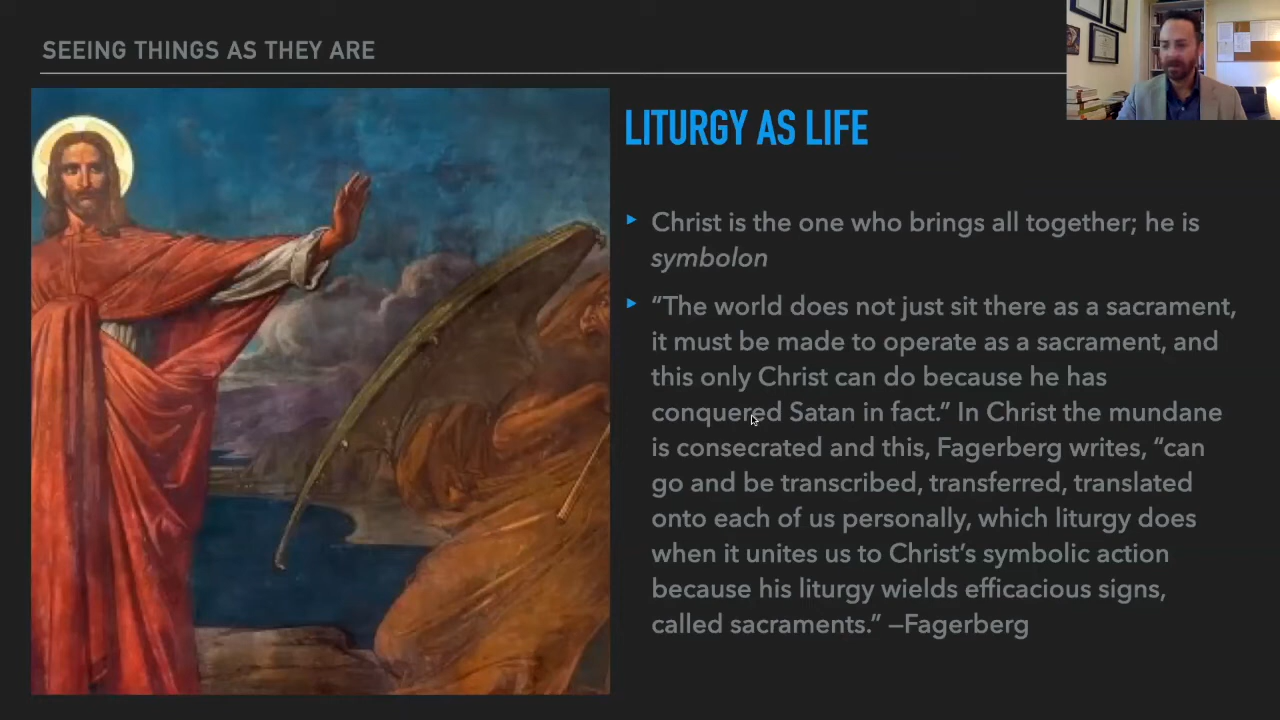 SEEING THINGS AS THEY ARE
LITURGY AS LIFE
Christ is the one who brings all together; he is
symbolon
“The world does not just sit there as a sacrament,
it must be made to operate as a sacrament, and
this only Christ can do because he has
conquered Satan in fact.” In Christ the mundane
is consecrated and this, Fagerberg writes, “can
go and be transcribed, transferred, translated
onto each of us personally, which liturgy does
when it unites us to Christ’s symbolic action
because his liturgy wields efficacious signs,
called sacraments.” —Fagerberg